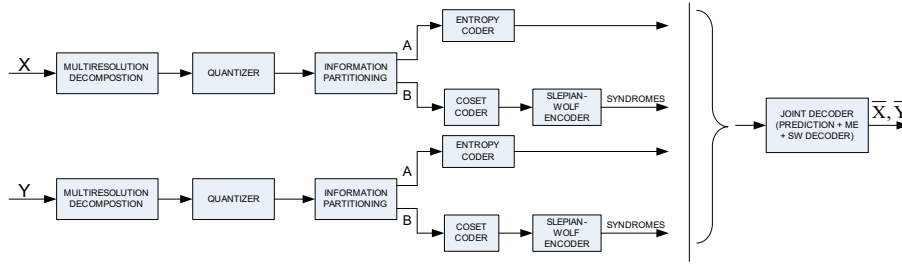 X
MULTIRESOLUTION
DECOMPOSTION
QUANTIZER
INFORMATION
PARTITIONING
A
B
ENTROPY
CODER
COSET
CODER
SLEPIAN-
WOLF
ENCODER
SYNDROMES
Y
MULTIRESOLUTION
DECOMPOSTION
QUANTIZER
INFORMATION
PARTITIONING
A
B
ENTROPY
CODER
COSET
CODER
SLEPIAN-
WOLF
ENCODER
SYNDROMES
JOINT DECODER
(PREDICTION + ME
+ SW DECODER)
X̅, Y̅